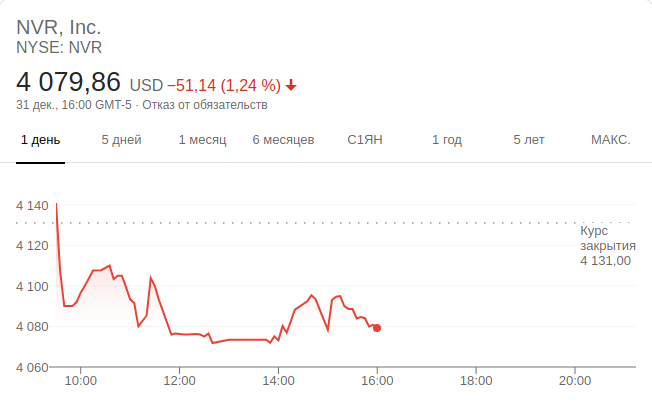 NVR, Inc.
NYSE: NVR
4 079,86 USD −51,14 (1,24 %)
31 дек., 16:00 GMT-5 · Отказ от обязательств
1 день 5 дней 1 месяц 6 месяцев С1ЯН 1 год 5 лет МАКС.
4 140
Курс
закрытия
4 131,00
4 120
4 100
4 080
4 060
10:00 12:00 14:00 16:00 18:00 20:00